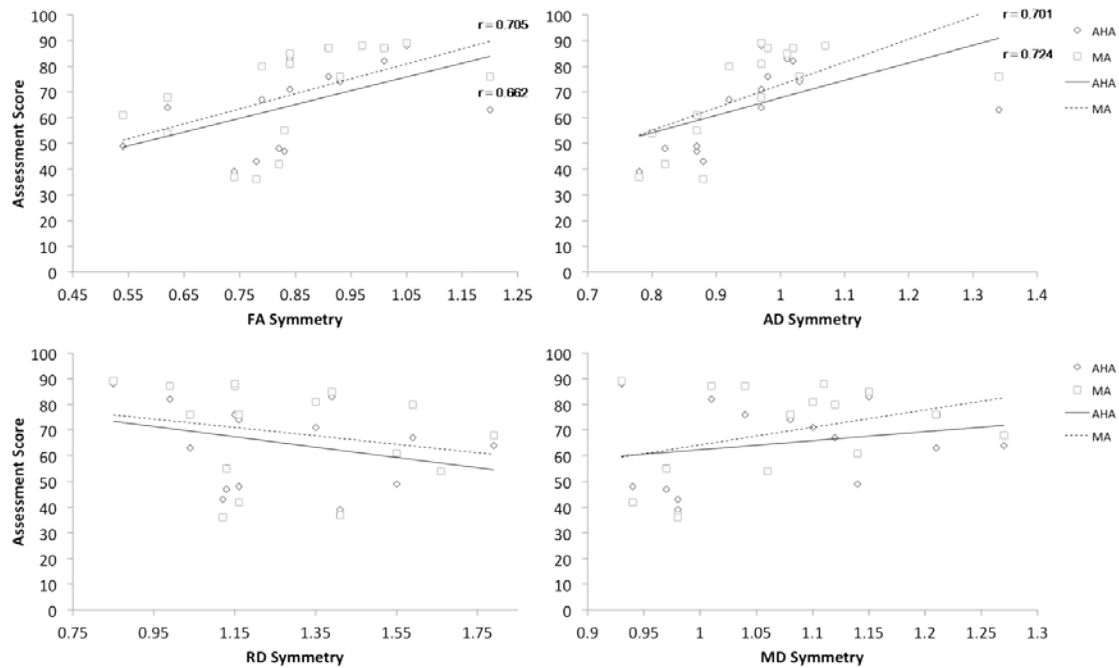 100
90
80
70
60
50
40
30
20
10
0
Assessment Score
0.45 0.55 0.65 0.75 0.85 0.95 1.05 1.15 1.25
FA Symmetry
r = 0.705
r = 0.662
100
90
80
70
60
50
40
30
20
10
0
0.7 0.8 0.9 1 1.1 1.2 1.3 1.4
AD Symmetry
r = 0.701
r = 0.724
AHA
MA
AHA
MA
100
90
80
70
60
50
40
30
20
10
0
Assessment Score
0.75 0.95 1.15 1.35 1.55 1.75
RD Symmetry
100
90
80
70
60
50
40
30
20
10
0
0.9 0.95 1 1.05 1.1 1.15 1.2 1.25 1.3
MD Symmetry
AHA
MA
AHA
MA